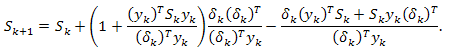 S_{k+1} = S_k + \left(1 + \frac{(y_k)^T S_k y_k}{(\delta_k)^T y_k}\right) \frac{\delta_k (\delta_k)^T}{(\delta_k)^T y_k} - \frac{\delta_k (y_k)^T S_k + S_k y_k (\delta_k)^T}{(\delta_k)^T y_k}.